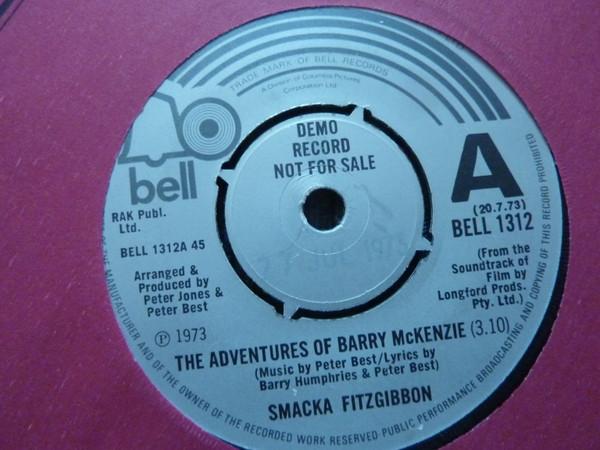 TRADE MARK OF BELL RECORDS
A Division of Columbia Pictures
Corporation Ltd
bell
DEMO
RECORD
NOT FOR SALE
A
(20.7.73)
BELL 1312
RAK Publ.
Ltd.
BELL 1312A 45
Arranged &
Produced by
Peter Jones &
Peter Best
(From the
Soundtrack of
Film by
Longford Prods.
Pty. Ltd.)
Ⓟ 1973
THE ADVENTURES OF BARRY McKENZIE (3.10)
(Music by Peter Best/Lyrics by
Barry Humphries & Peter Best)
SMACKA FITZGIBBON
OF THE MANUFACTURER AND OF THE OWNER OF THE RECORDED WORK RESERVED PUBLIC PERFORMANCE BROADCASTING AND COPYING OF THIS RECORD PROHIBITED